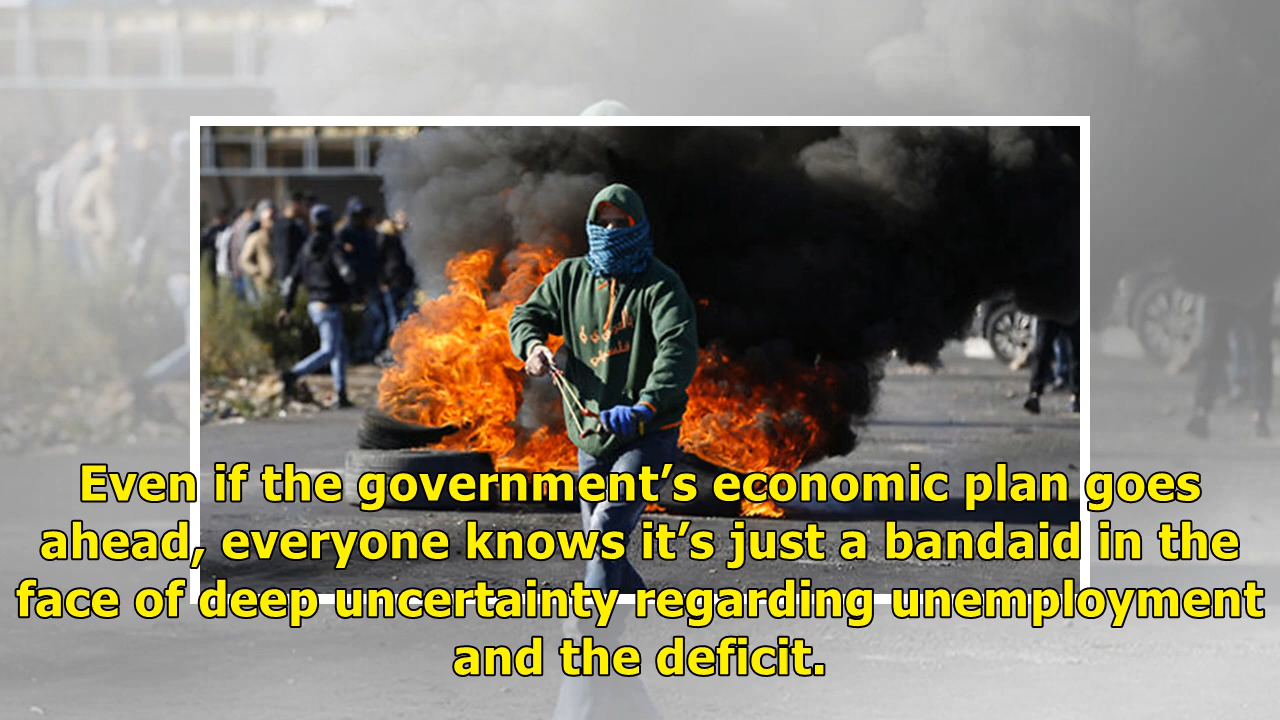 Even if the government’s economic plan goes
ahead, everyone knows it’s just a bandaid in the
face of deep uncertainty regarding unemployment
and the deficit.